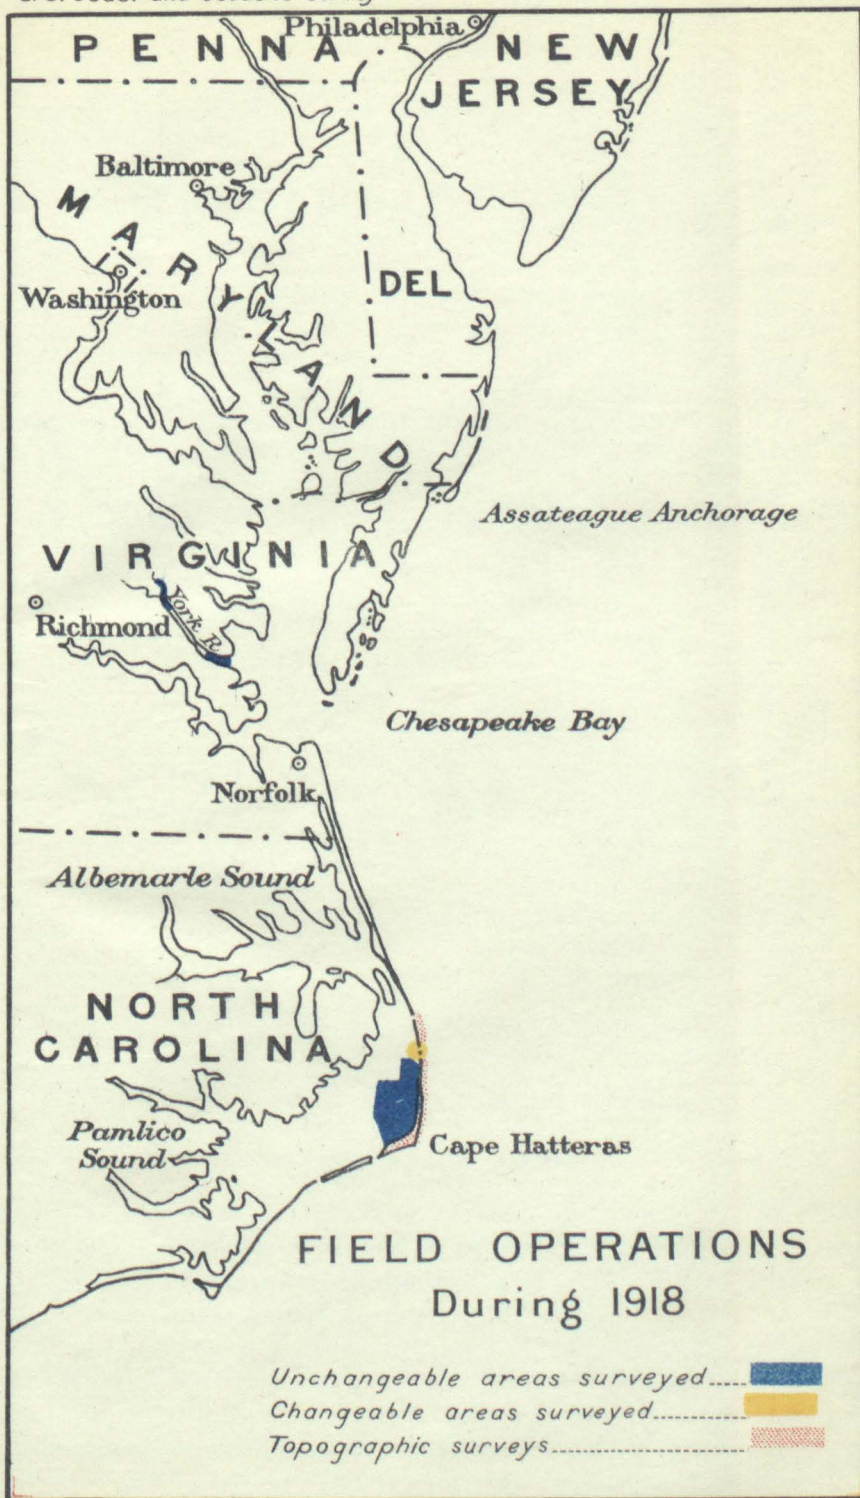 Philadelphia
PENNA
NEW
JERSEY
Baltimore
MARYLAND
Washington
DEL
Assateague Anchorage
VIRGINIA
York R.
Richmond
Chesapeake Bay
Norfolk
Albemarle Sound
NORTH
CAROLINA
Pamlico
Sound
Cape Hatteras
FIELD OPERATIONS
During 1918
Unchangeable areas surveyed
Changeable areas surveyed
Topographic surveys